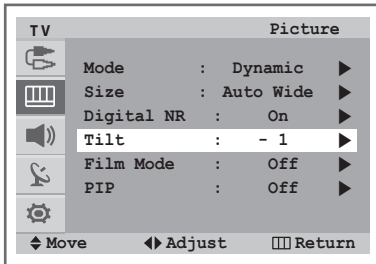 TV Picture
Mode : Dynamic ▶
Size : Auto Wide ▶
Digital NR : On ▶
Tilt : - 1 ▶
Film Mode : Off ▶
PIP : Off ▶
Move Adjust Return